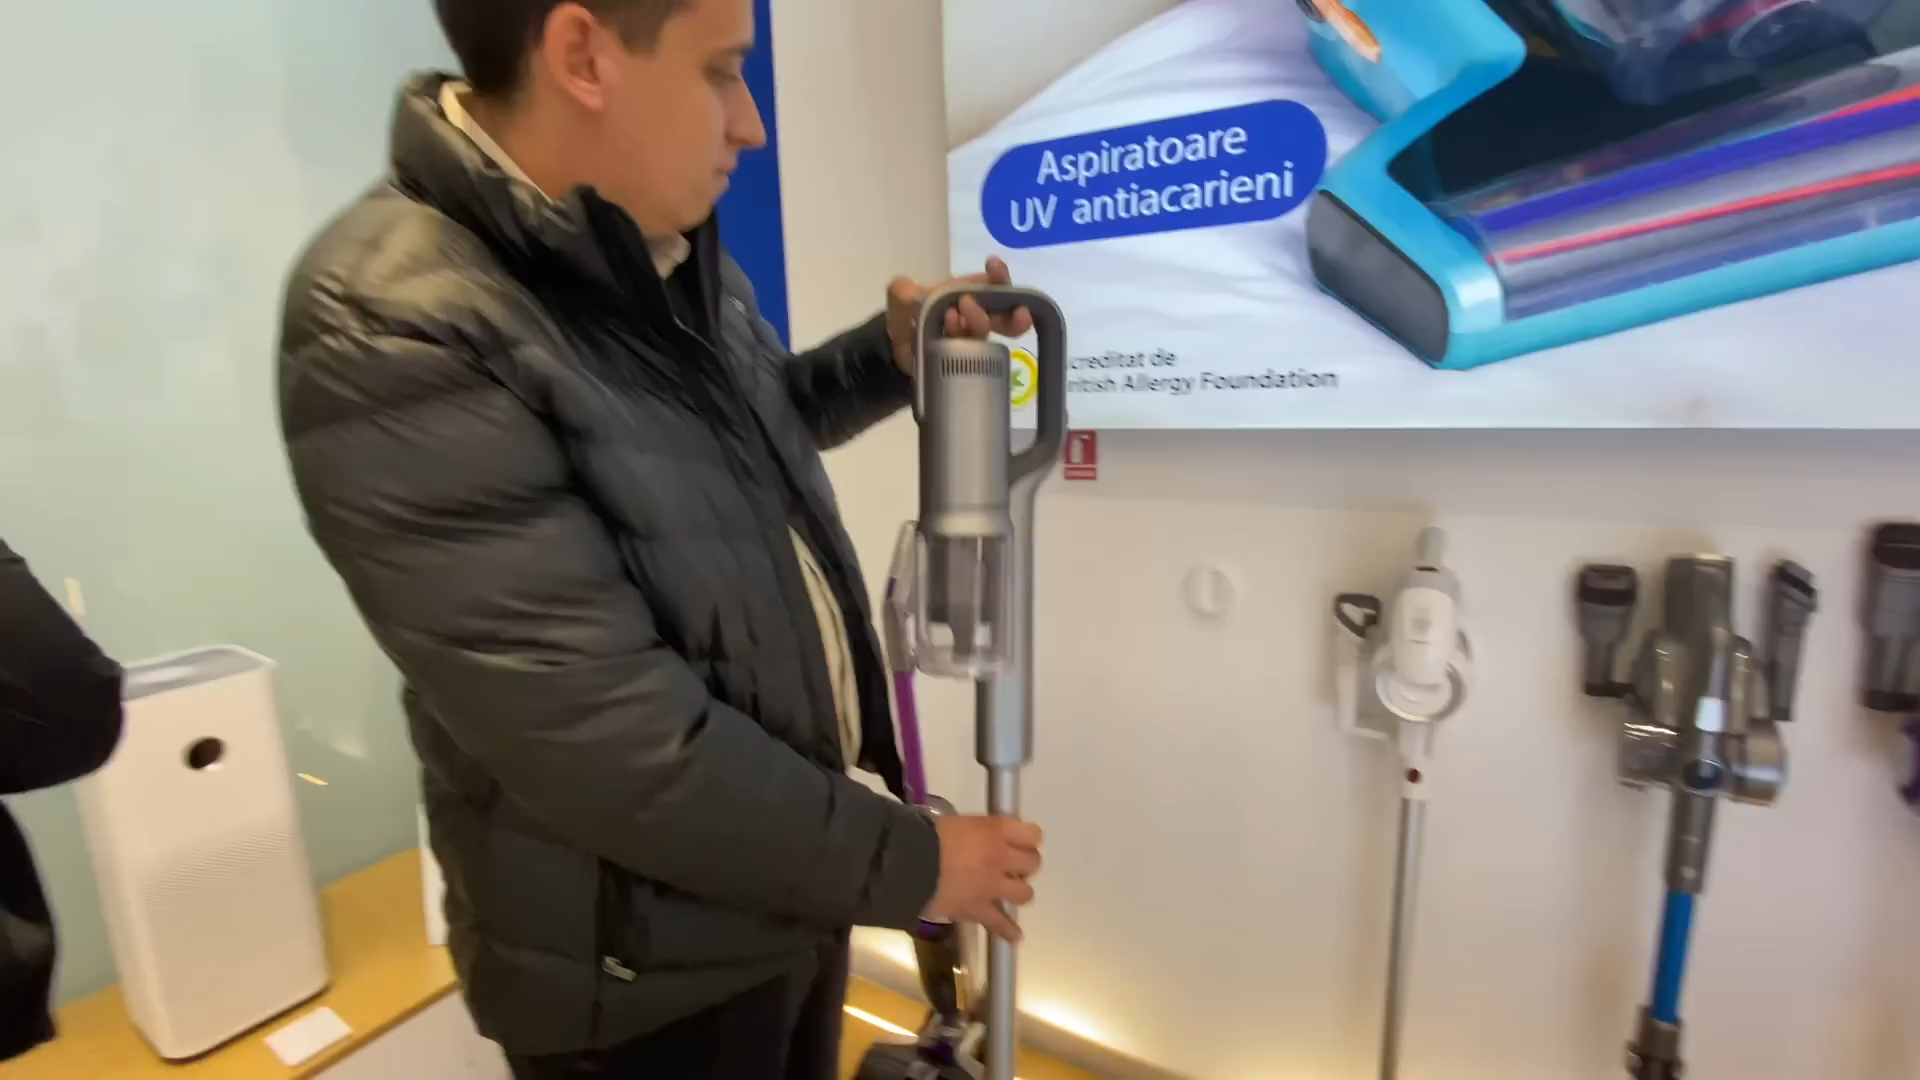 Aspiratoare
UV antiacarieni
creditat de
ritish Allergy Foundation